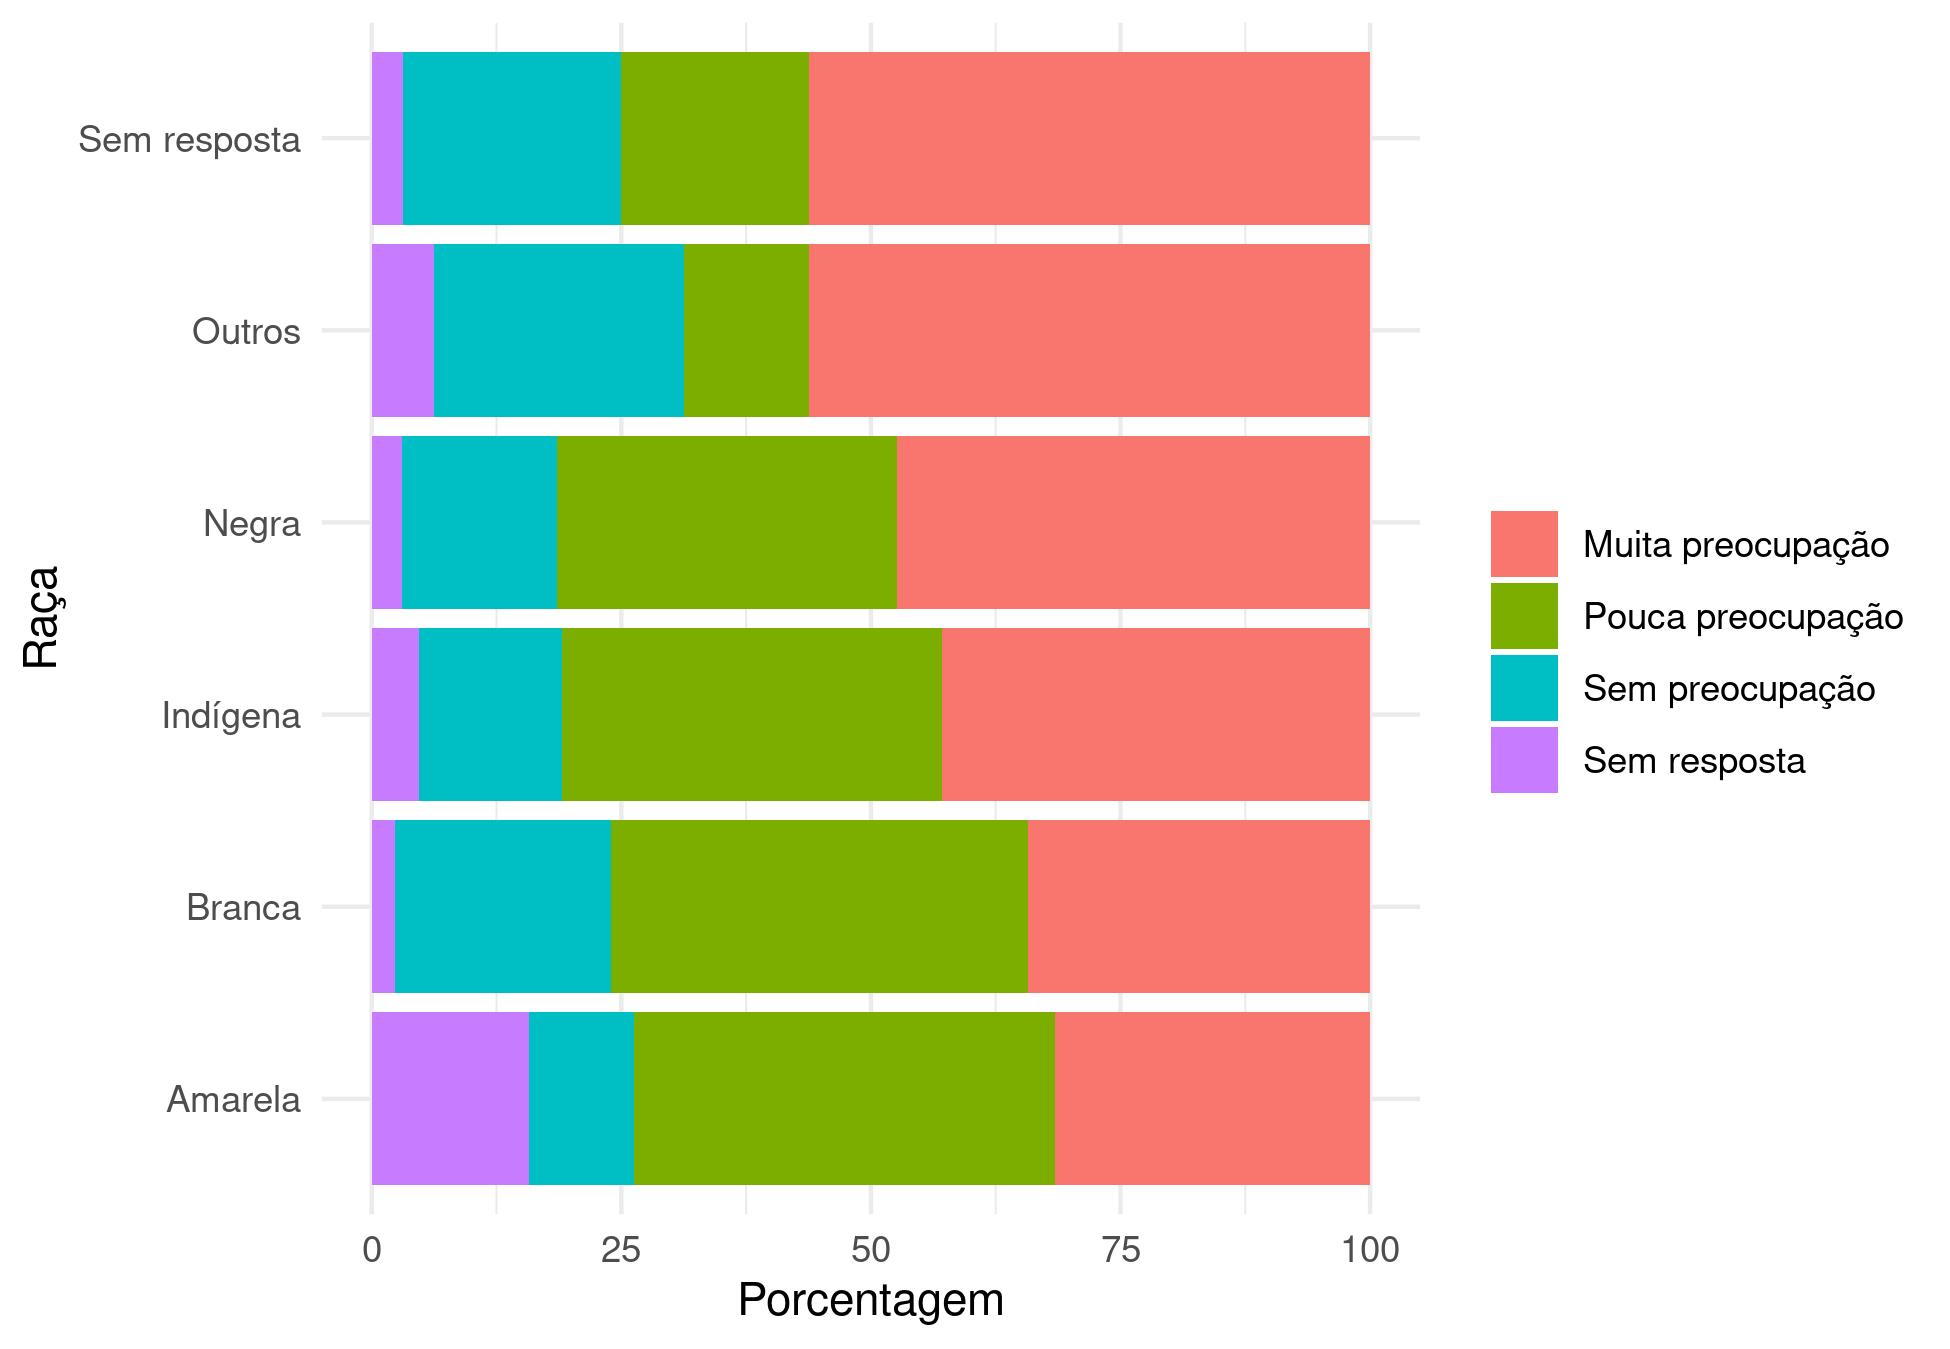 Sem resposta
Outros
Negra
Indígena
Branca
Amarela
Raça
0 25 50 75 100
Porcentagem
Muita preocupação
Pouca preocupação
Sem preocupação
Sem resposta